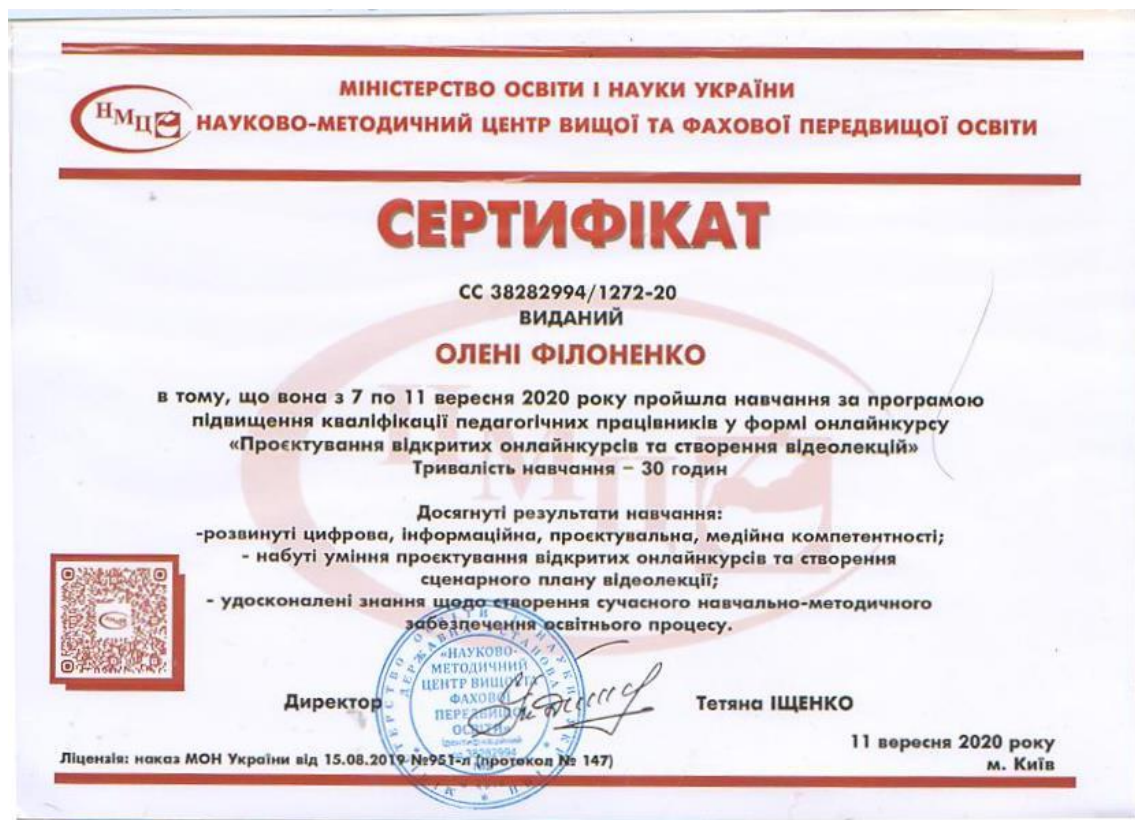 МІНІСТЕРСТВО ОСВІТИ І НАУКИ УКРАЇНИ
НМЦ
НАУКОВО-МЕТОДИЧНИЙ ЦЕНТР ВИЩОЇ ТА ФАХОВОЇ ПЕРЕДВИЩОЇ ОСВІТИ
СЕРТИФІКАТ
СС 38282994/1272-20
ВИДАНИЙ
ОЛЕНІ ФІЛОНЕНКО
в тому, що вона з 7 по 11 вересня 2020 року пройшла навчання за програмою
підвищення кваліфікації педагогічних працівників у формі онлайнкурсу
«Проєктування відкритих онлайнкурсів та створення відеолекцій»
Тривалість навчання – 30 годин
Досягнуті результати навчання:
-розвинуті цифрова, інформаційна, проєктувальна, медійна компетентності;
- набуті уміння проєктування відкритих онлайнкурсів та створення
сценарного плану відеолекції;
- удосконалені знання щодо створення сучасного навчально-методичного
забезпечення освітнього процесу.
«НАУКОВО-
МЕТОДИЧНИЙ
ЦЕНТР ВИЩОЇ ТА
ФАХОВОЇ
ПЕРЕДВИЩОЇ
ОСВІТИ»
38282994
Директор
Тетяна ІЩЕНКО
11 вересня 2020 року
Ліцензія: наказ МОН України від 15.08.2019 №951-л (протокол № 147)
м. Київ